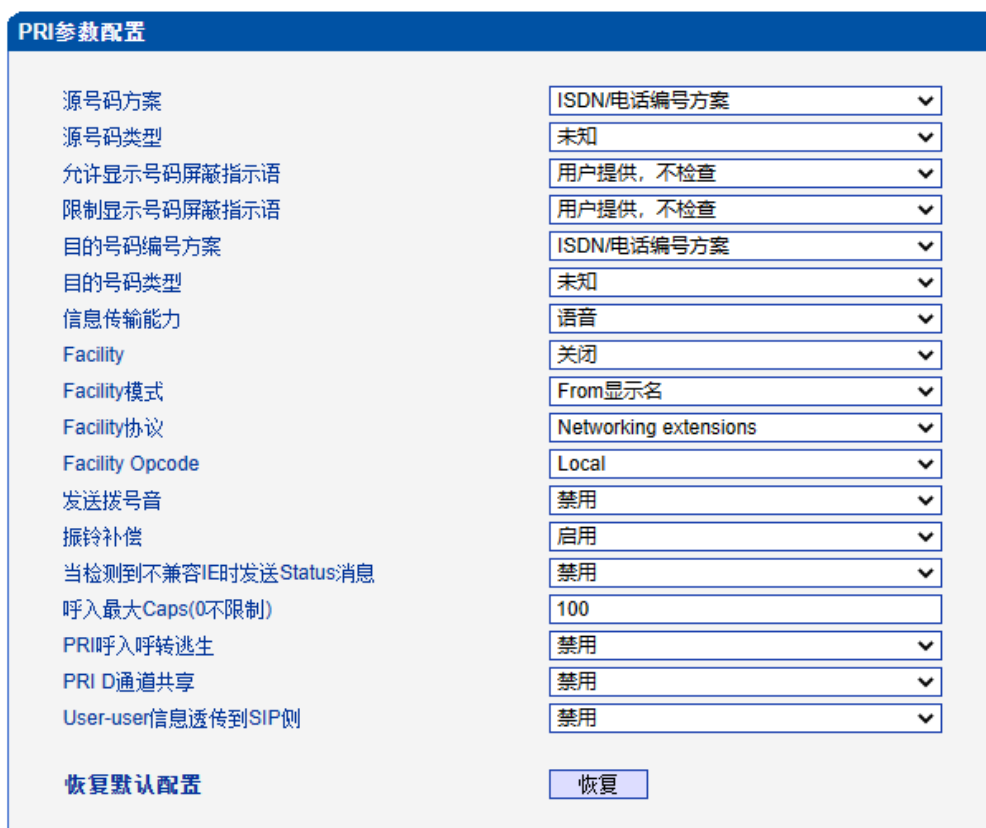 PRI参数配置
源号码方案 ISDN/电话编号方案
源号码类型 未知
允许显示号码屏蔽指示语 用户提供，不检查
限制显示号码屏蔽指示语 用户提供，不检查
目的号码编号方案 ISDN/电话编号方案
目的号码类型 未知
信息传输能力 语音
Facility 关闭
Facility模式 From显示名
Facility协议 Networking extensions
Facility Opcode Local
发送拨号音 禁用
振铃补偿 启用
当检测到不兼容IE时发送Status消息 禁用
呼入最大Caps(0不限制) 100
PRI呼入呼转逃生 禁用
PRI D通道共享 禁用
User-user信息透传到SIP侧 禁用
恢复默认配置 恢复